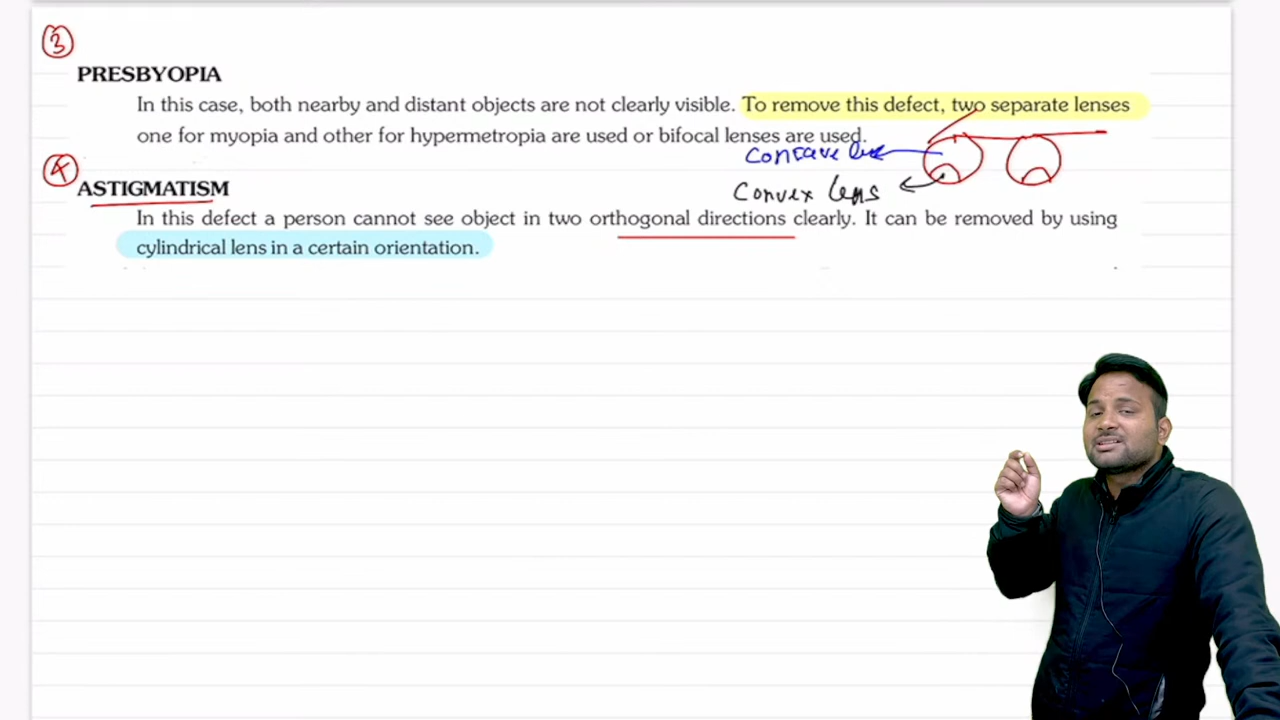 3
PRESBYOPIA
In this case, both nearby and distant objects are not clearly visible. To remove this defect, two separate lenses
one for myopia and other for hypermetropia are used or bifocal lenses are used.
Concave
Convex lens
4
ASTIGMATISM
In this defect a person cannot see object in two orthogonal directions clearly. It can be removed by using
cylindrical lens in a certain orientation.